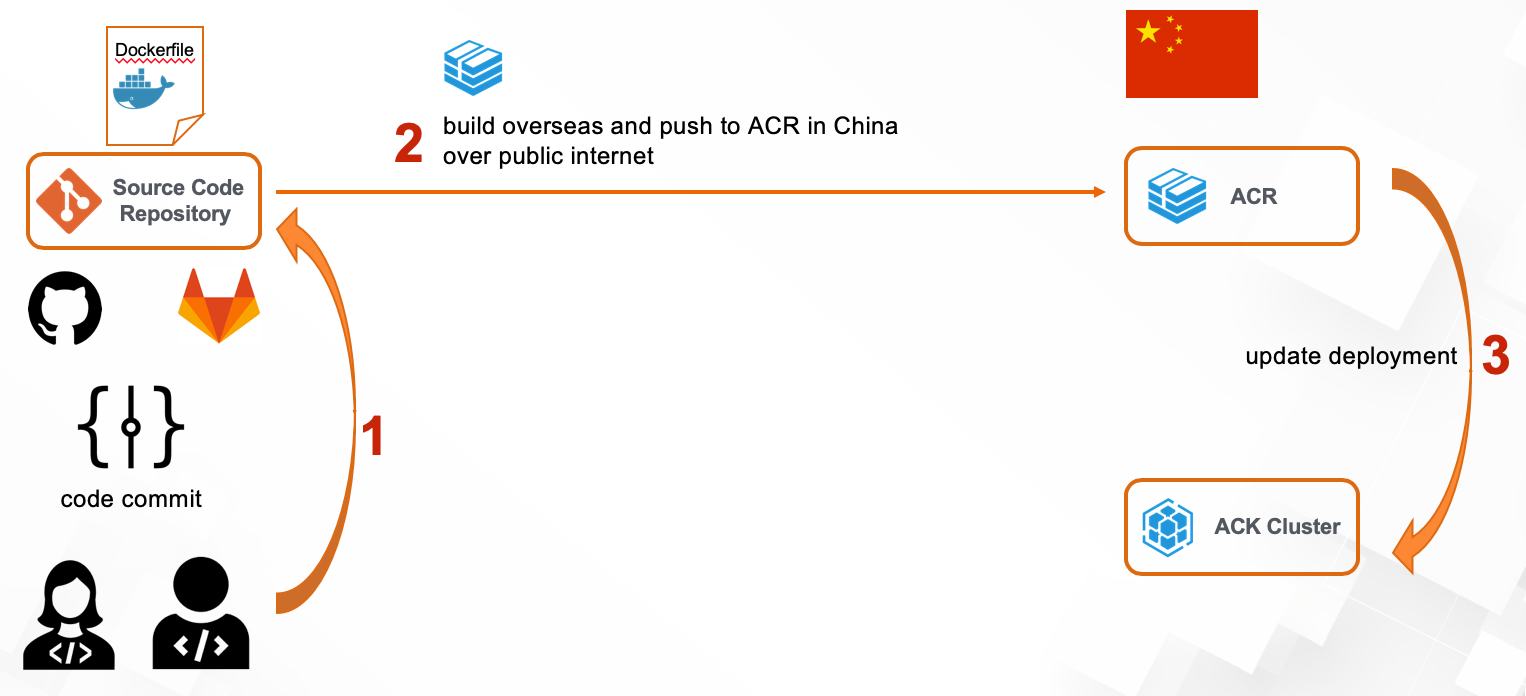 Dockerfile
2
build overseas and push to ACR in China
over public internet
Source Code
Repository
ACR
1
code commit
update deployment
3
ACK Cluster